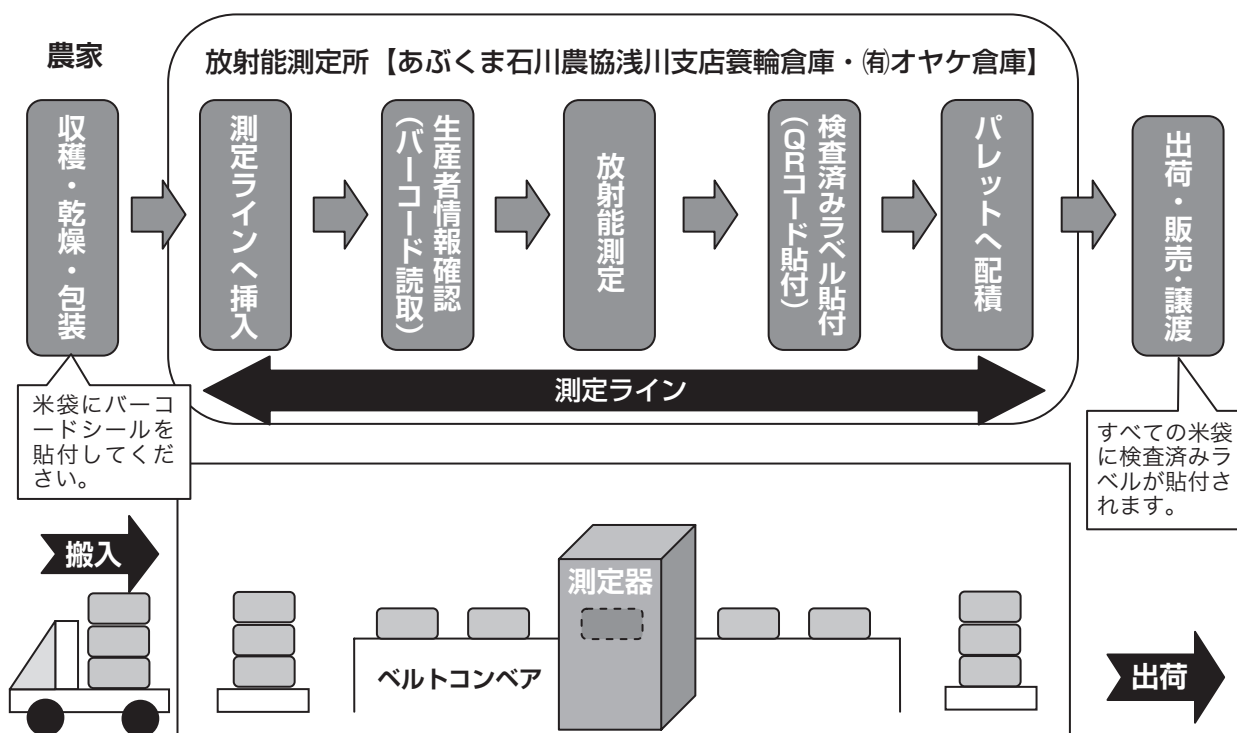 農家
放射能測定所【あぶくま石川農協浅川支店簑輪倉庫・㈲オヤケ倉庫】
収穫・乾燥・包装
測定ラインへ挿入
生産者情報確認
(バーコード読取)
放射能測定
検査済みラベル貼付
(QRコード貼付)
パレットへ配積
出荷・販売・譲渡
測定ライン
米袋にバーコ
ードシールを
貼付してくだ
さい。
すべての米袋
に検査済みラ
ベルが貼付さ
れます。
搬入
測定器
ベルトコンベア
出荷